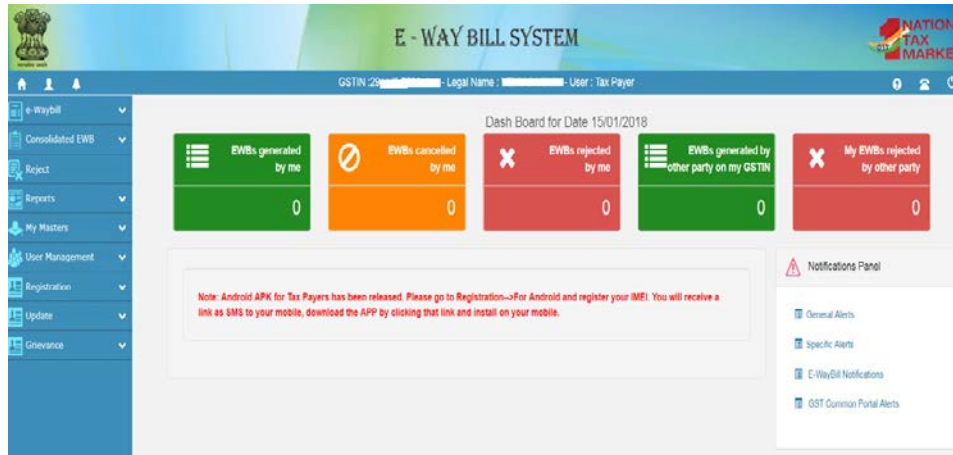 E - WAY BILL SYSTEM
NATION
TAX
MARKE
GSTIN :29 - Legal Name : - User : Tax Payer
e-Waybill
Consolidated EWB
Reject
Reports
My Masters
User Management
Registration
Update
Grievance
Dash Board for Date 15/01/2018
EWBs generated
by me
0
EWBs cancelled
by me
0
EWBs rejected
by me
0
EWBs generated by
other party on my GSTIN
0
My EWBs rejected
by other party
0
Note: Android APK for Tax Payers has been released. Please go to Registration-->For Android and register your IMEI. You will receive a
link as SMS to your mobile, download the APP by clicking that link and install on your mobile.
Notifications Panel
General Alerts
Specific Alerts
E-WayBill Notifications
GST Common Portal Alerts